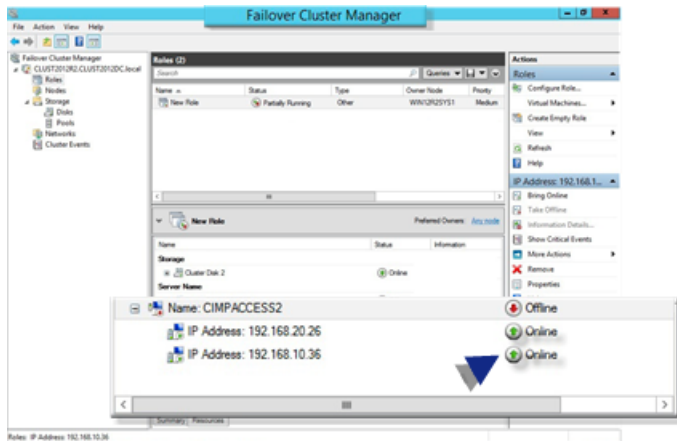 Failover Cluster Manager
File Action View Help
Failover Cluster Manager
CLUST2012R2.CLUST2012DC.local
Roles
Nodes
Storage
Disks
Pools
Networks
Cluster Events
Roles (2)
Search
Queries
Name Status Type Owner Node Priority
New Role Partially Running Other WIN12R2SYS1 Medium
New Role Preferred Owners: Any node
Name Status Information
Storage
Cluster Disk 2 Online
Server Name
Name: CIMPACCESS2 Offline
IP Address: 192.168.20.26 Online
IP Address: 192.168.10.36 Online
Summary Resources
Actions
Roles
Configure Role...
Virtual Machines...
Create Empty Role
View
Refresh
Help
IP Address: 192.168.1...
Bring Online
Take Offline
Information Details...
Show Critical Events
More Actions
Remove
Properties
Roles: IP Address: 192.168.10.36